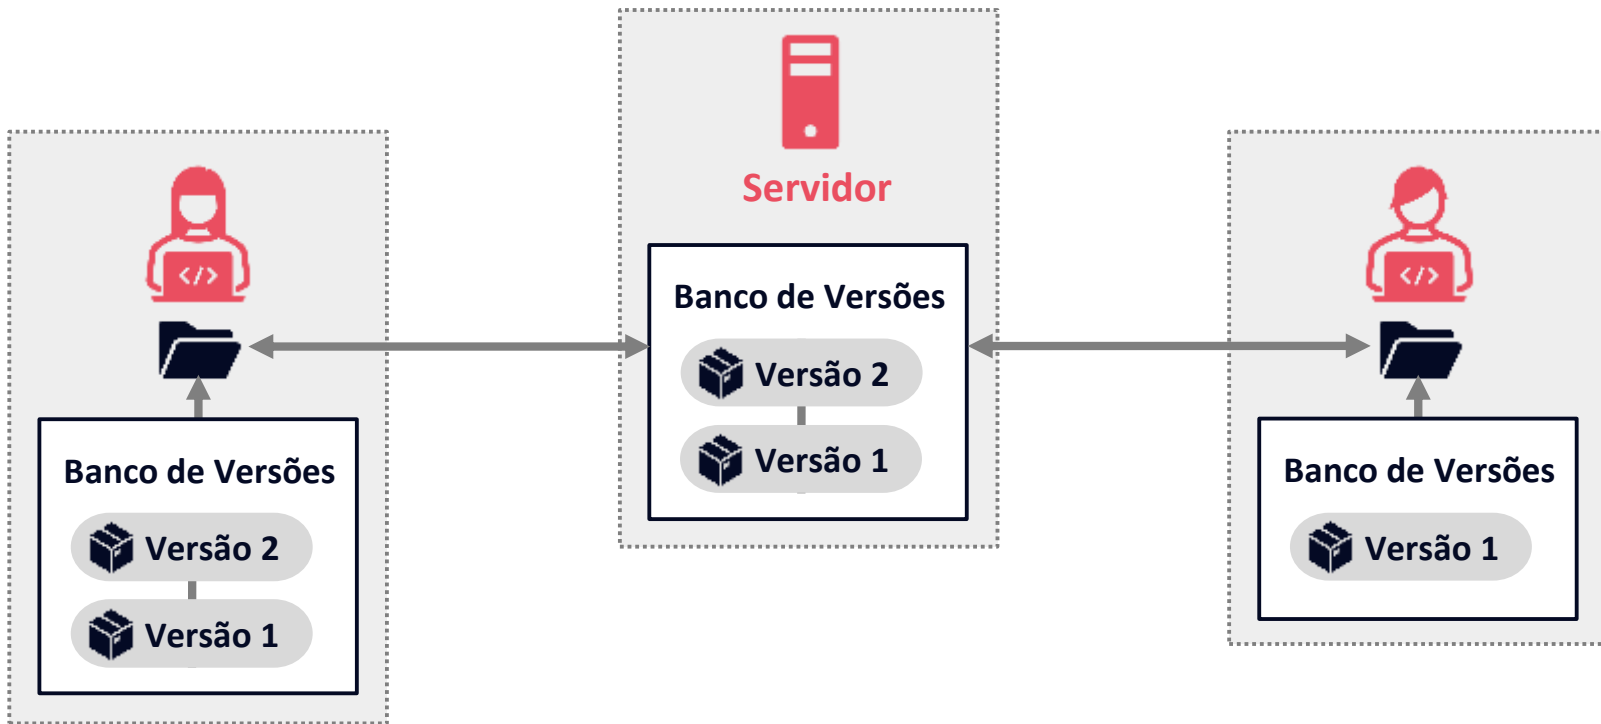 </>
Banco de Versões
Versão 2
Versão 1
Servidor
Banco de Versões
Versão 2
Versão 1
</>
Banco de Versões
Versão 1